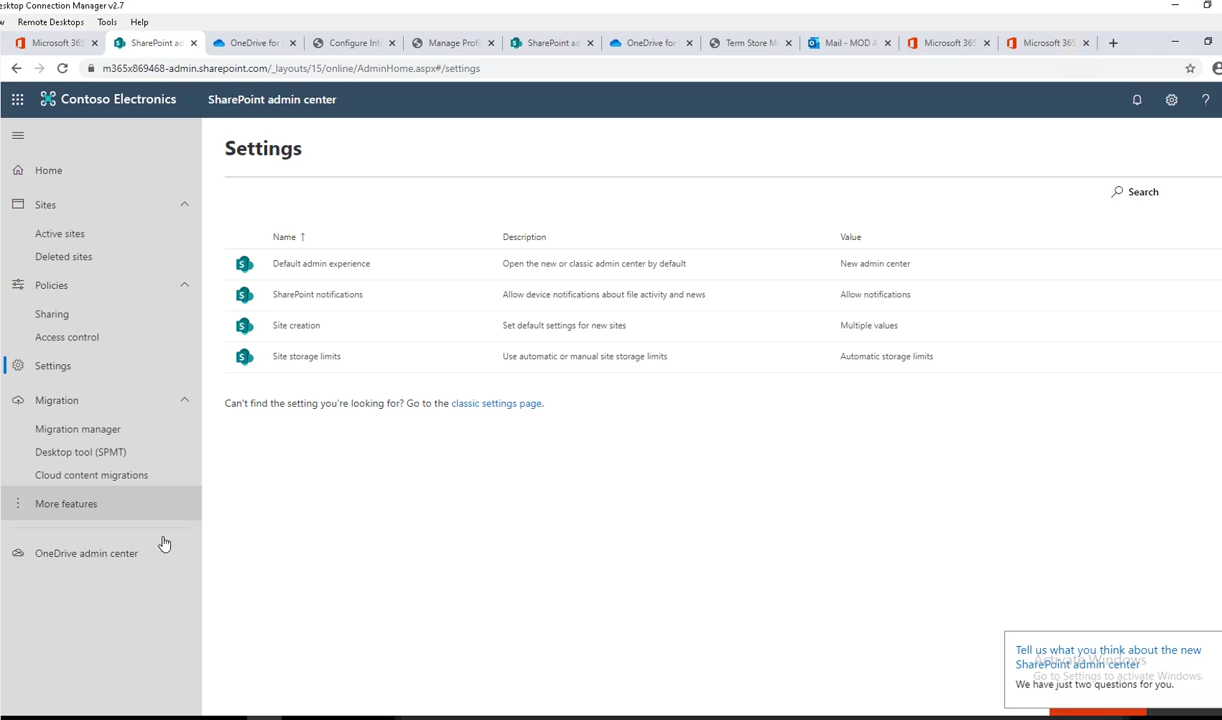 esktop Connection Manager v2.7
Remote Desktops Tools Help
Microsoft 365 SharePoint ad OneDrive for Configure Info Manage Profi SharePoint ad OneDrive for Term Store M Mail - MOD A Microsoft 365 Microsoft 365
m365x869468-admin.sharepoint.com/_layouts/15/online/AdminHome.aspx#/settings
Contoso Electronics SharePoint admin center
Home
Sites
Active sites
Deleted sites
Policies
Sharing
Access control
Settings
Migration
Migration manager
Desktop tool (SPMT)
Cloud content migrations
More features
OneDrive admin center
Settings
Search
Name ↑ Description Value
Default admin experience Open the new or classic admin center by default New admin center
SharePoint notifications Allow device notifications about file activity and news Allow notifications
Site creation Set default settings for new sites Multiple values
Site storage limits Use automatic or manual site storage limits Automatic storage limits
Can't find the setting you're looking for? Go to the classic settings page.
Tell us what you think about the new
SharePoint admin center
We have just two questions for you.
Activate Windows
Go to Settings to activate Windows.